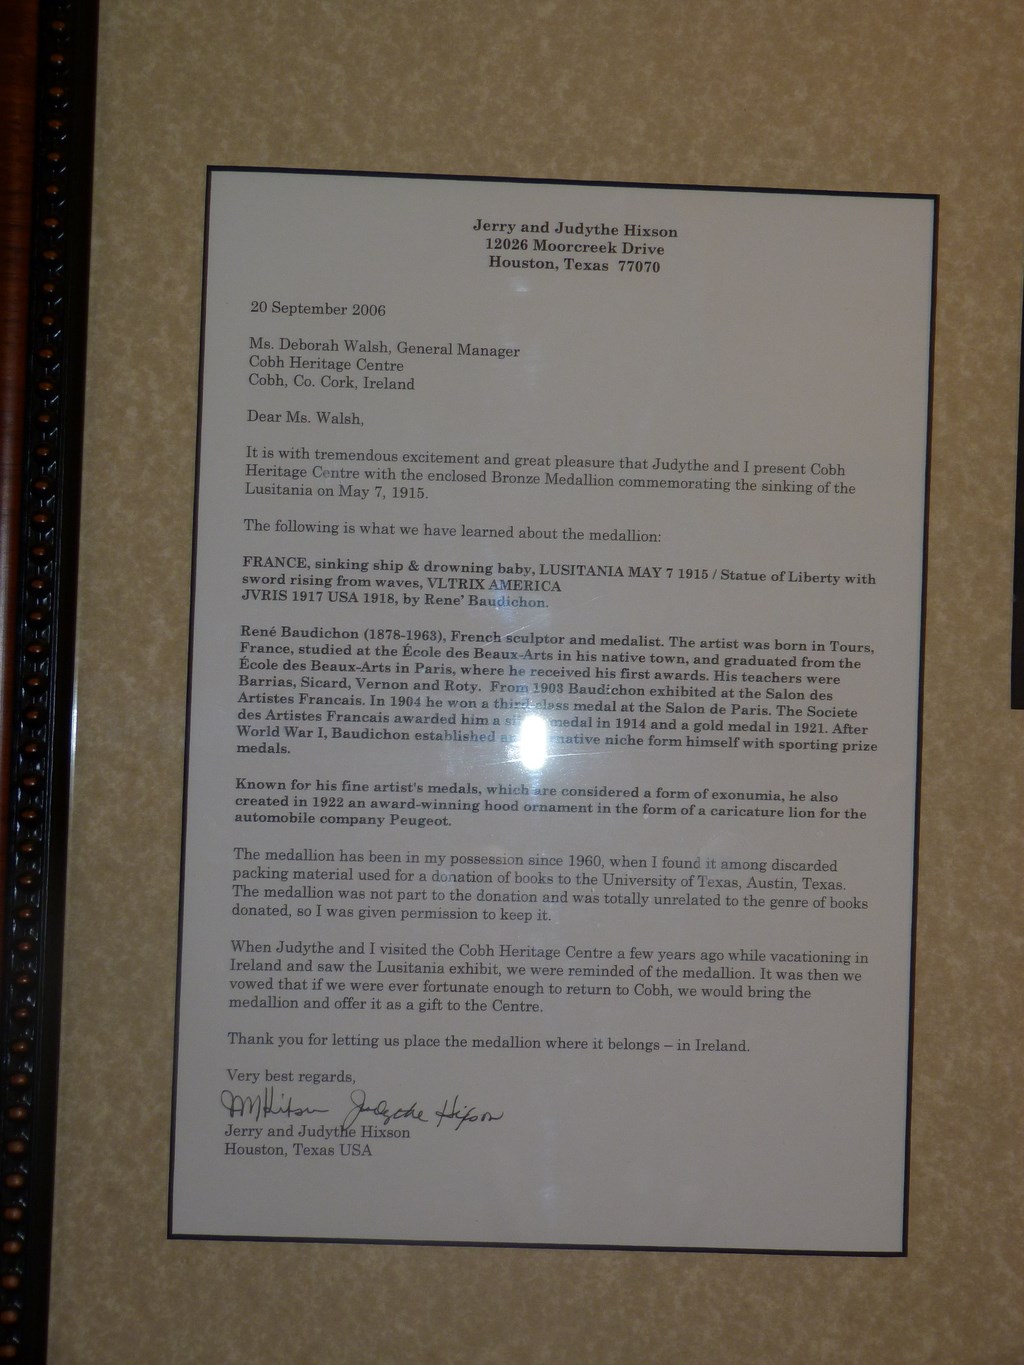 Jerry and Judythe Hixson
12026 Moorcreek Drive
Houston, Texas 77070
20 September 2006
Ms. Deborah Walsh, General Manager
Cobh Heritage Centre
Cobh, Co. Cork, Ireland
Dear Ms. Walsh,
It is with tremendous excitement and great pleasure that Judythe and I present Cobh
Heritage Centre with the enclosed Bronze Medallion commemorating the sinking of the
Lusitania on May 7, 1915.
The following is what we have learned about the medallion:
FRANCE, sinking ship & drowning baby, LUSITANIA MAY 7 1915 / Statue of Liberty with
sword rising from waves, VLTRIX AMERICA
JVRIS 1917 USA 1918, by Rene' Baudichon.
René Baudichon (1878-1963), French sculptor and medalist. The artist was born in Tours,
France, studied at the École des Beaux-Arts in his native town, and graduated from the
École des Beaux-Arts in Paris, where he received his first awards. His teachers were
Barrias, Sicard, Vernon and Roty. From 1903 Baudichon exhibited at the Salon des
Artistes Francais. In 1904 he won a third-class medal at the Salon de Paris. The Societe
des Artistes Francais awarded him a medal in 1914 and a gold medal in 1921. After
World War I, Baudichon established niche form himself with sporting prize
medals.
Known for his fine artist's medals, which are considered a form of exonumia, he also
created in 1922 an award-winning hood ornament in the form of a caricature lion for the
automobile company Peugeot.
The medallion has been in my possession since 1960, when I found it among discarded
packing material used for a donation of books to the University of Texas, Austin, Texas.
The medallion was not part to the donation and was totally unrelated to the genre of books
donated, so I was given permission to keep it.
When Judythe and I visited the Cobh Heritage Centre a few years ago while vacationing in
Ireland and saw the Lusitania exhibit, we were reminded of the medallion. It was then we
vowed that if we were ever fortunate enough to return to Cobh, we would bring the
medallion and offer it as a gift to the Centre.
Thank you for letting us place the medallion where it belongs – in Ireland.
Very best regards,
Judythe Hixson
Jerry and Judythe Hixson
Houston, Texas USA